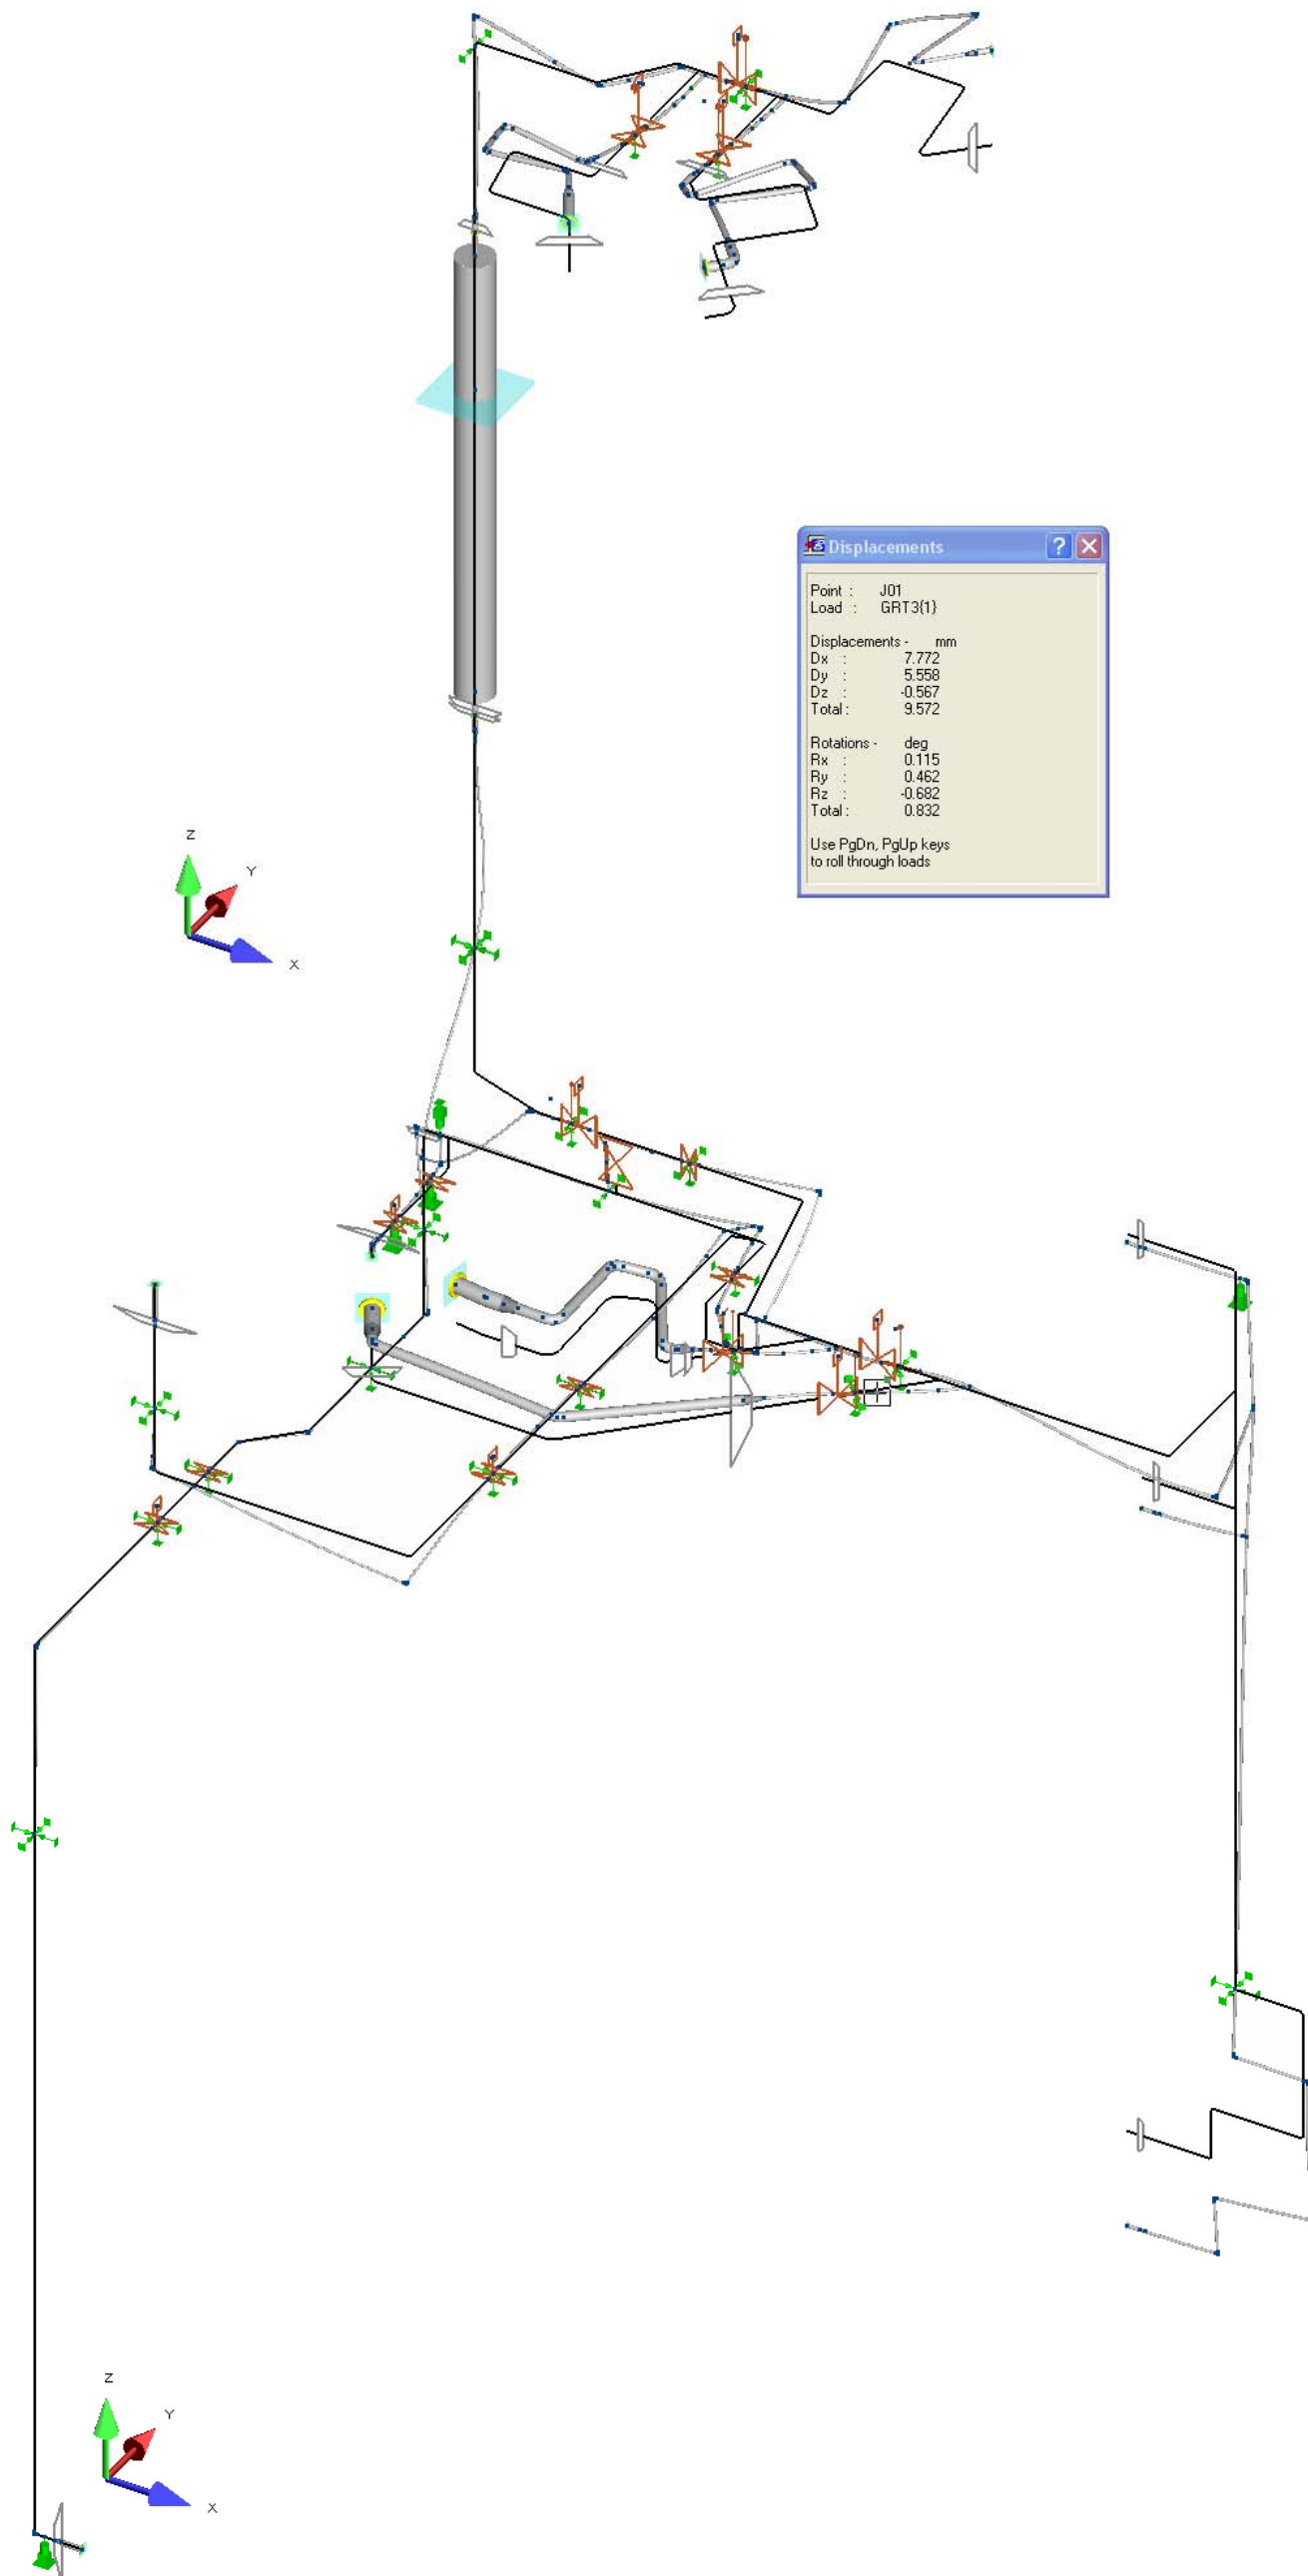 Displacements
Point : J01
Load : GRT3{1}
Displacements - mm
Dx : 7.772
Dy : 5.558
Dz : -0.567
Total : 9.572
Rotations - deg
Rx : 0.115
Ry : 0.462
Rz : -0.682
Total : 0.832
Use PgDn, PgUp keys
to roll through loads
Z
Y
X
Z
Y
X